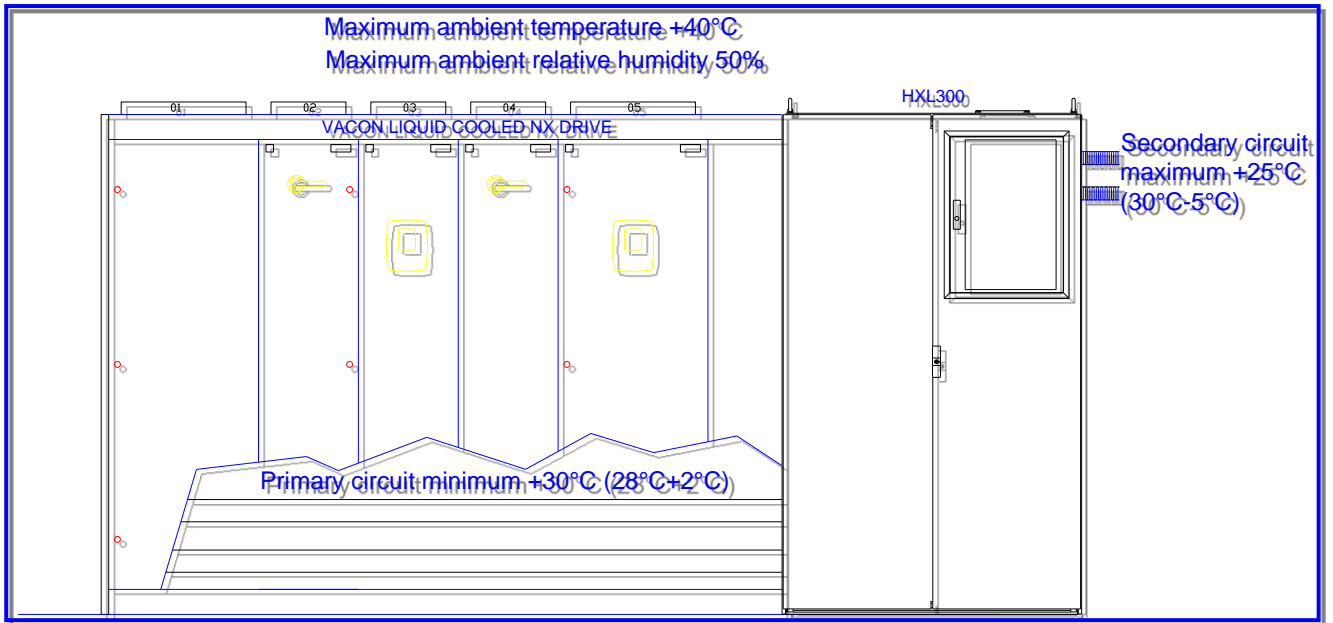 Maximum ambient temperature +40°C
Maximum ambient relative humidity 50%
01
02
03
04
05
HXL300
VACON LIQUID COOLED NX DRIVE
Secondary circuit
maximum +25°C
(30°C-5°C)
Primary circuit minimum +30°C (28°C+2°C)